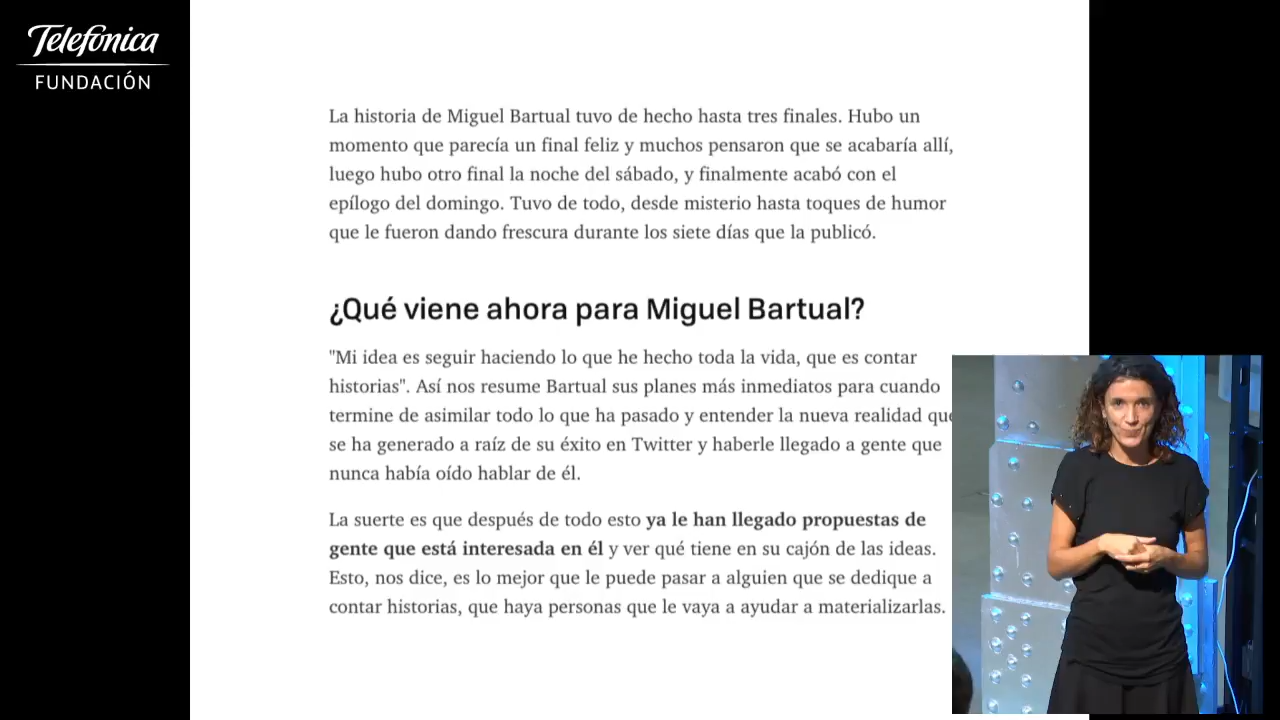 Telefónica
FUNDACIÓN
La historia de Miguel Bartual tuvo de hecho hasta tres finales. Hubo un
momento que parecía un final feliz y muchos pensaron que se acabaría allí,
luego hubo otro final la noche del sábado, y finalmente acabó con el
epílogo del domingo. Tuvo de todo, desde misterio hasta toques de humor
que le fueron dando frescura durante los siete días que la publicó.
¿Qué viene ahora para Miguel Bartual?
"Mi idea es seguir haciendo lo que he hecho toda la vida, que es contar
historias". Así nos resume Bartual sus planes más inmediatos para cuando
termine de asimilar todo lo que ha pasado y entender la nueva realidad que
se ha generado a raíz de su éxito en Twitter y haberle llegado a gente que
nunca había oído hablar de él.
La suerte es que después de todo esto ya le han llegado propuestas de
gente que está interesada en él y ver qué tiene en su cajón de las ideas.
Esto, nos dice, es lo mejor que le puede pasar a alguien que se dedique a
contar historias, que haya personas que le vaya a ayudar a materializarlas.